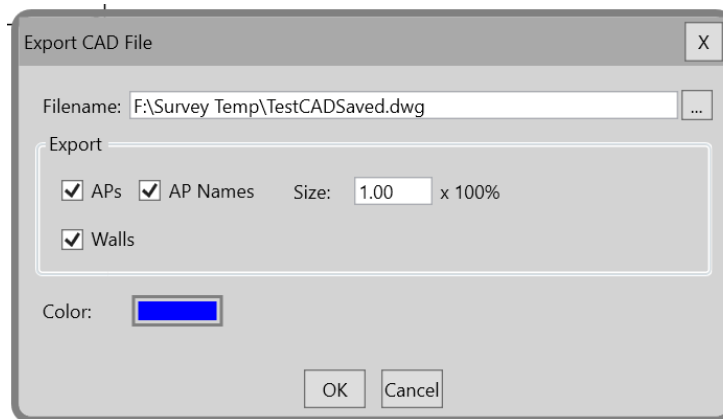 Export CAD File X
Filename: F:\Survey Temp\TestCADSaved.dwg ...
Export
APs AP Names Size: 1.00 x 100%
Walls
Color:
OK Cancel